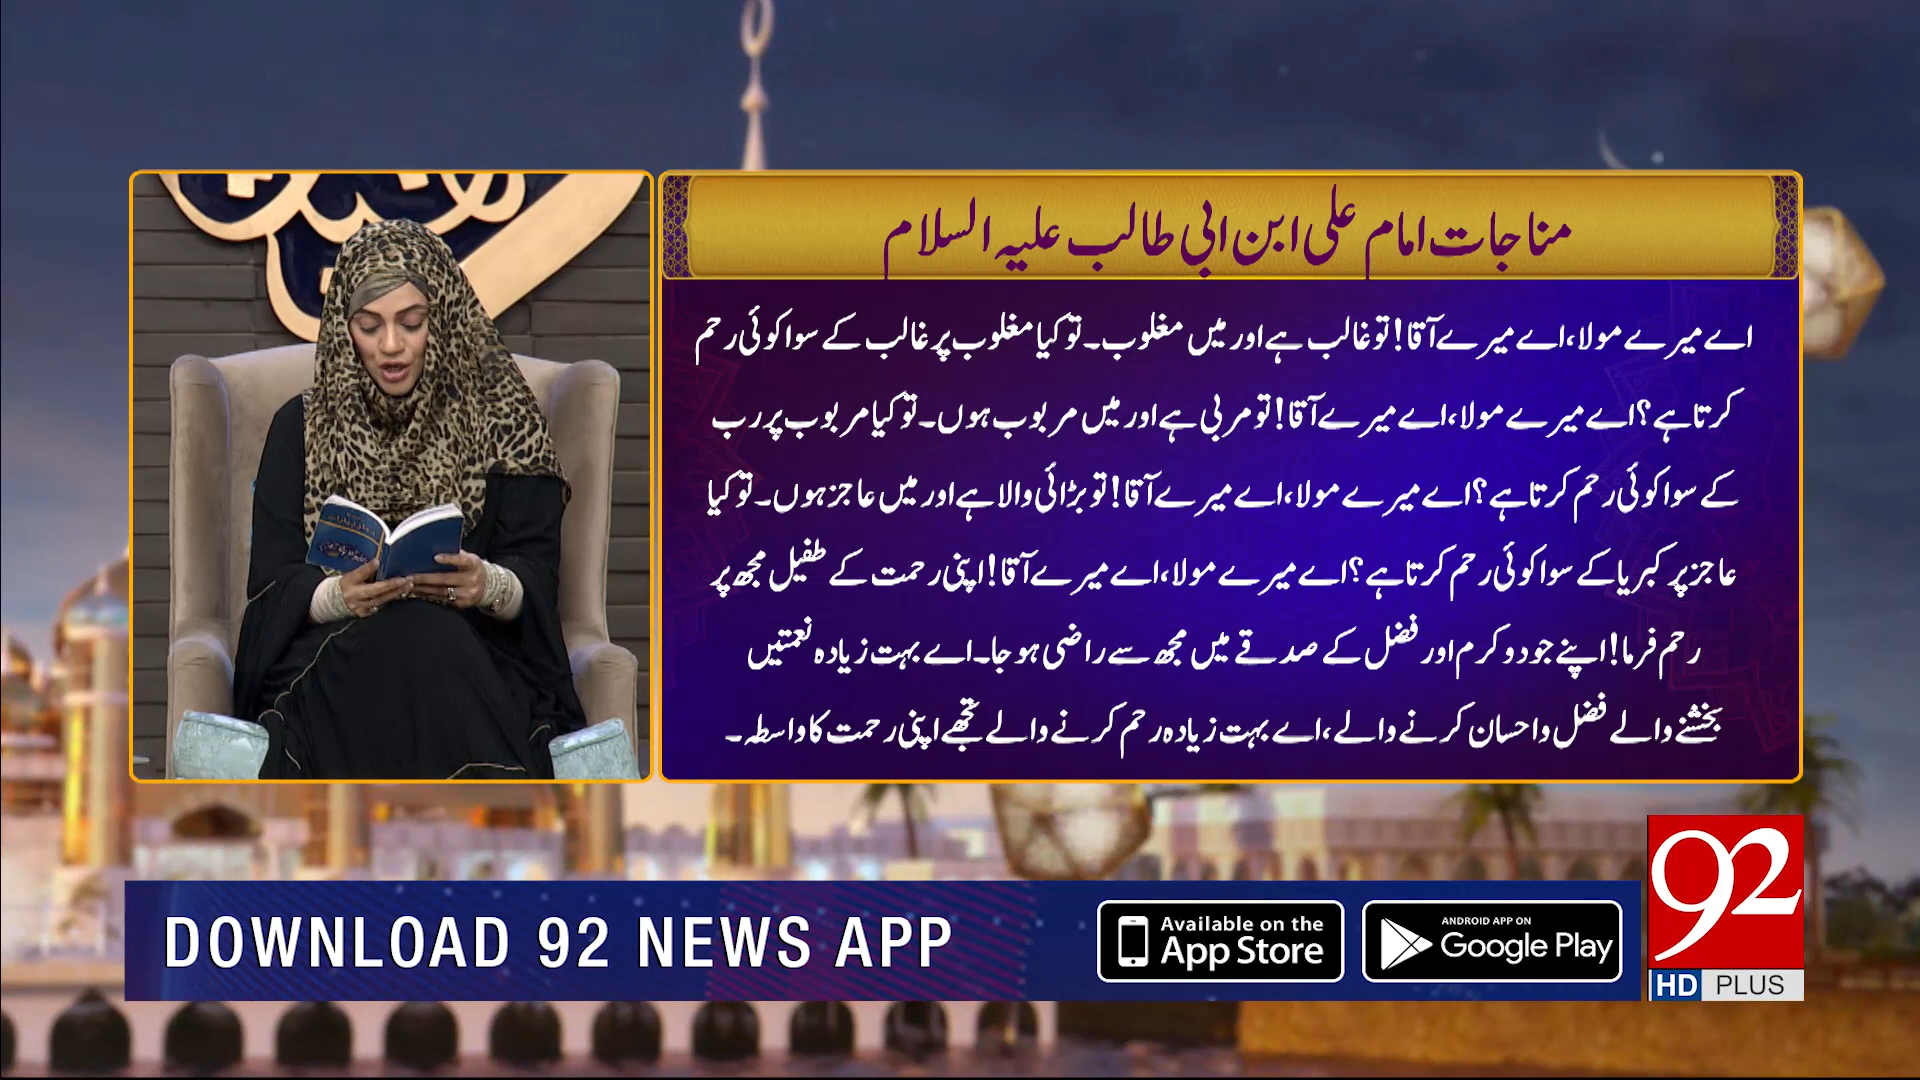 مناجات امام علی ابن ابی طالب علیہ السلام
اے میرے مولا، اے میرے آقا! تو غالب ہے اور میں مغلوب۔ تو کیا مغلوب پر غالب کے سوا کوئی رحم
کرتا ہے؟ اے میرے مولا، اے میرے آقا! تو مربی ہے اور میں مربوب ہوں۔ تو کیا مربوب پر رب
کے سوا کوئی رحم کرتا ہے؟ اے میرے مولا، اے میرے آقا! تو بڑائی والا ہے اور میں عاجز ہوں۔ تو کیا
عاجز پر کبریا کے سوا کوئی رحم کرتا ہے؟ اے میرے مولا، اے میرے آقا! اپنی رحمت کے طفیل مجھ پر
رحم فرما! اپنے جود و کرم اور فضل کے صدقے میں مجھ سے راضی ہو جا۔ اے بہت زیادہ نعمتیں
بخشنے والے فضل و احسان کرنے والے، اے بہت زیادہ رحم کرنے والے تجھے اپنی رحمت کا واسطہ۔
DOWNLOAD 92 NEWS APP
Available on the
App Store
ANDROID APP ON
Google Play
92
HD PLUS